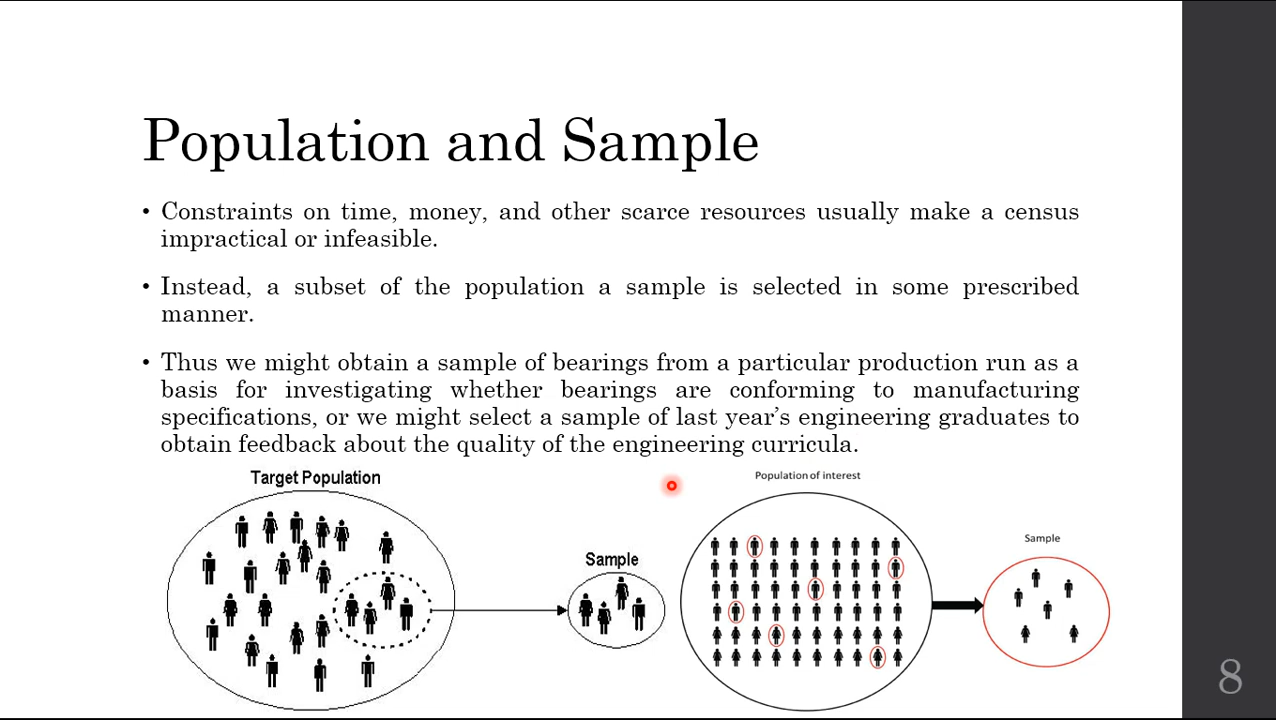 Population and Sample
• Constraints on time, money, and other scarce resources usually make a census
impractical or infeasible.
• Instead, a subset of the population a sample is selected in some prescribed
manner.
• Thus we might obtain a sample of bearings from a particular production run as a
basis for investigating whether bearings are conforming to manufacturing
specifications, or we might select a sample of last year’s engineering graduates to
obtain feedback about the quality of the engineering curricula.
Target Population
Sample
Population of interest
Sample
8